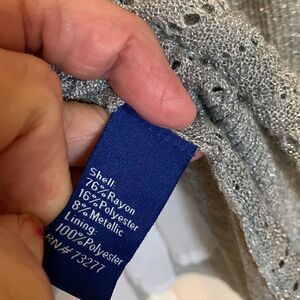 Shell:
76%Rayon
16%Polyester
8%Metallic
Lining:
100%Polyester
RN#73277